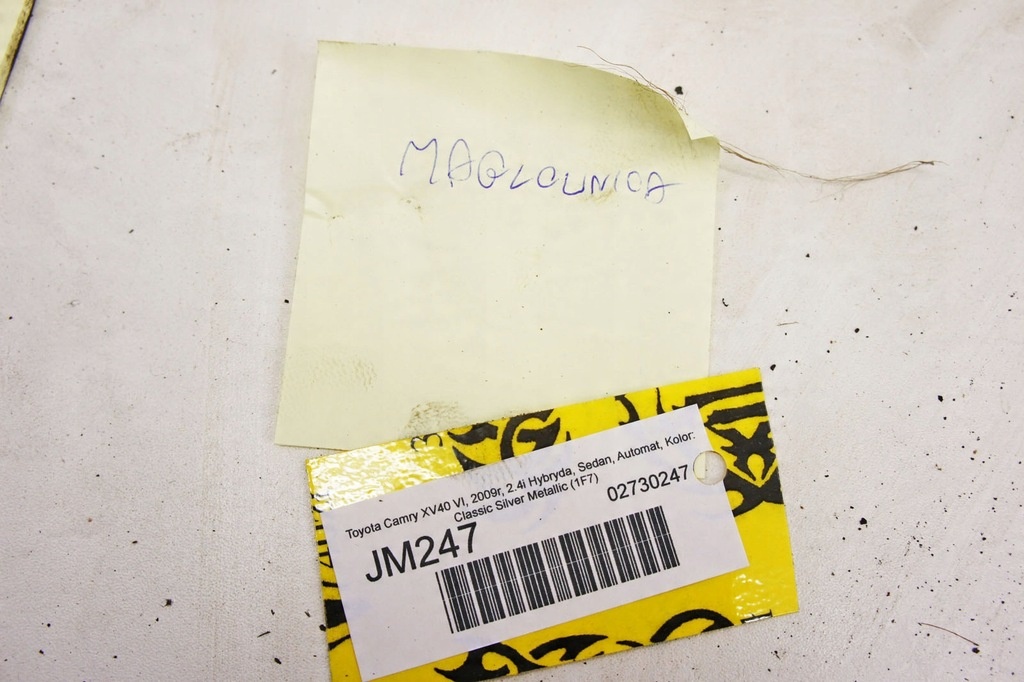 MAGLOWNICA
Toyota Camry XV40 VI, 2009r, 2.4i Hybryda, Sedan, Automat, Kolor:
Classic Silver Metallic (1F7)
02730247
JM247